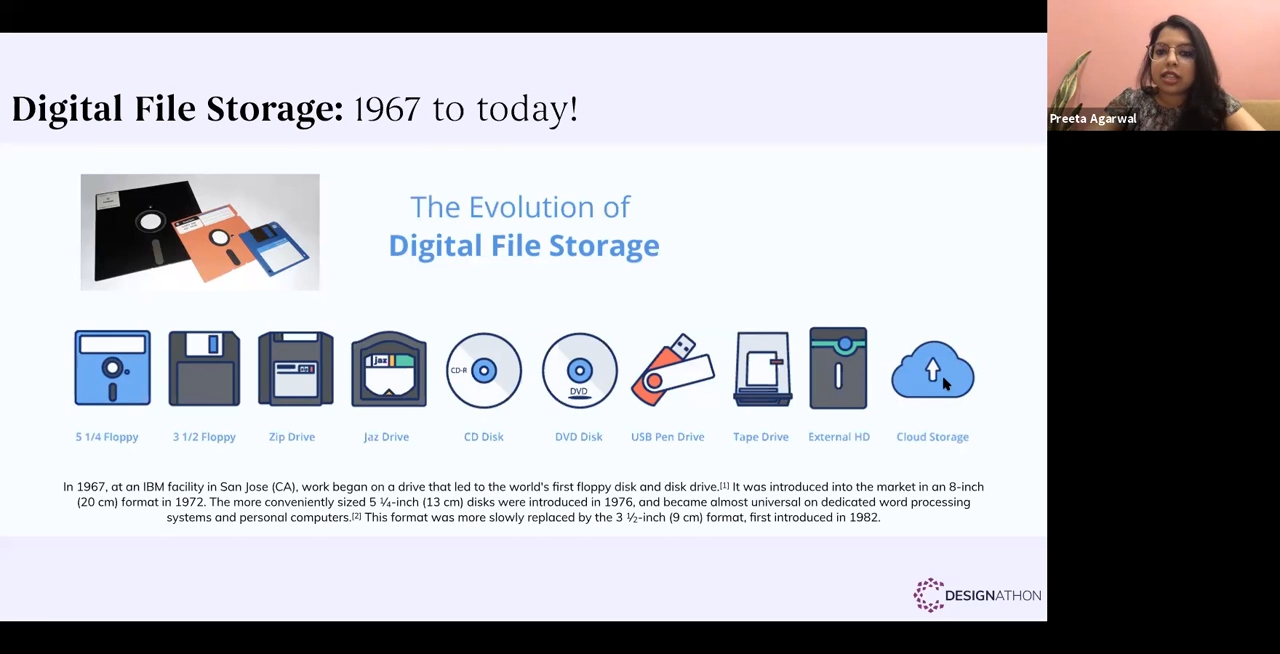 Digital File Storage: 1967 to today!
Preeta Agarwal
The Evolution of
Digital File Storage
jaz
CD-R
DVD
5 1/4 Floppy
3 1/2 Floppy
Zip Drive
Jaz Drive
CD Disk
DVD Disk
USB Pen Drive
Tape Drive
External HD
Cloud Storage
In 1967, at an IBM facility in San Jose (CA), work began on a drive that led to the world's first floppy disk and disk drive.[1] It was introduced into the market in an 8-inch
(20 cm) format in 1972. The more conveniently sized 5 ¼-inch (13 cm) disks were introduced in 1976, and became almost universal on dedicated word processing
systems and personal computers.[2] This format was more slowly replaced by the 3 ½-inch (9 cm) format, first introduced in 1982.
DESIGNATHON